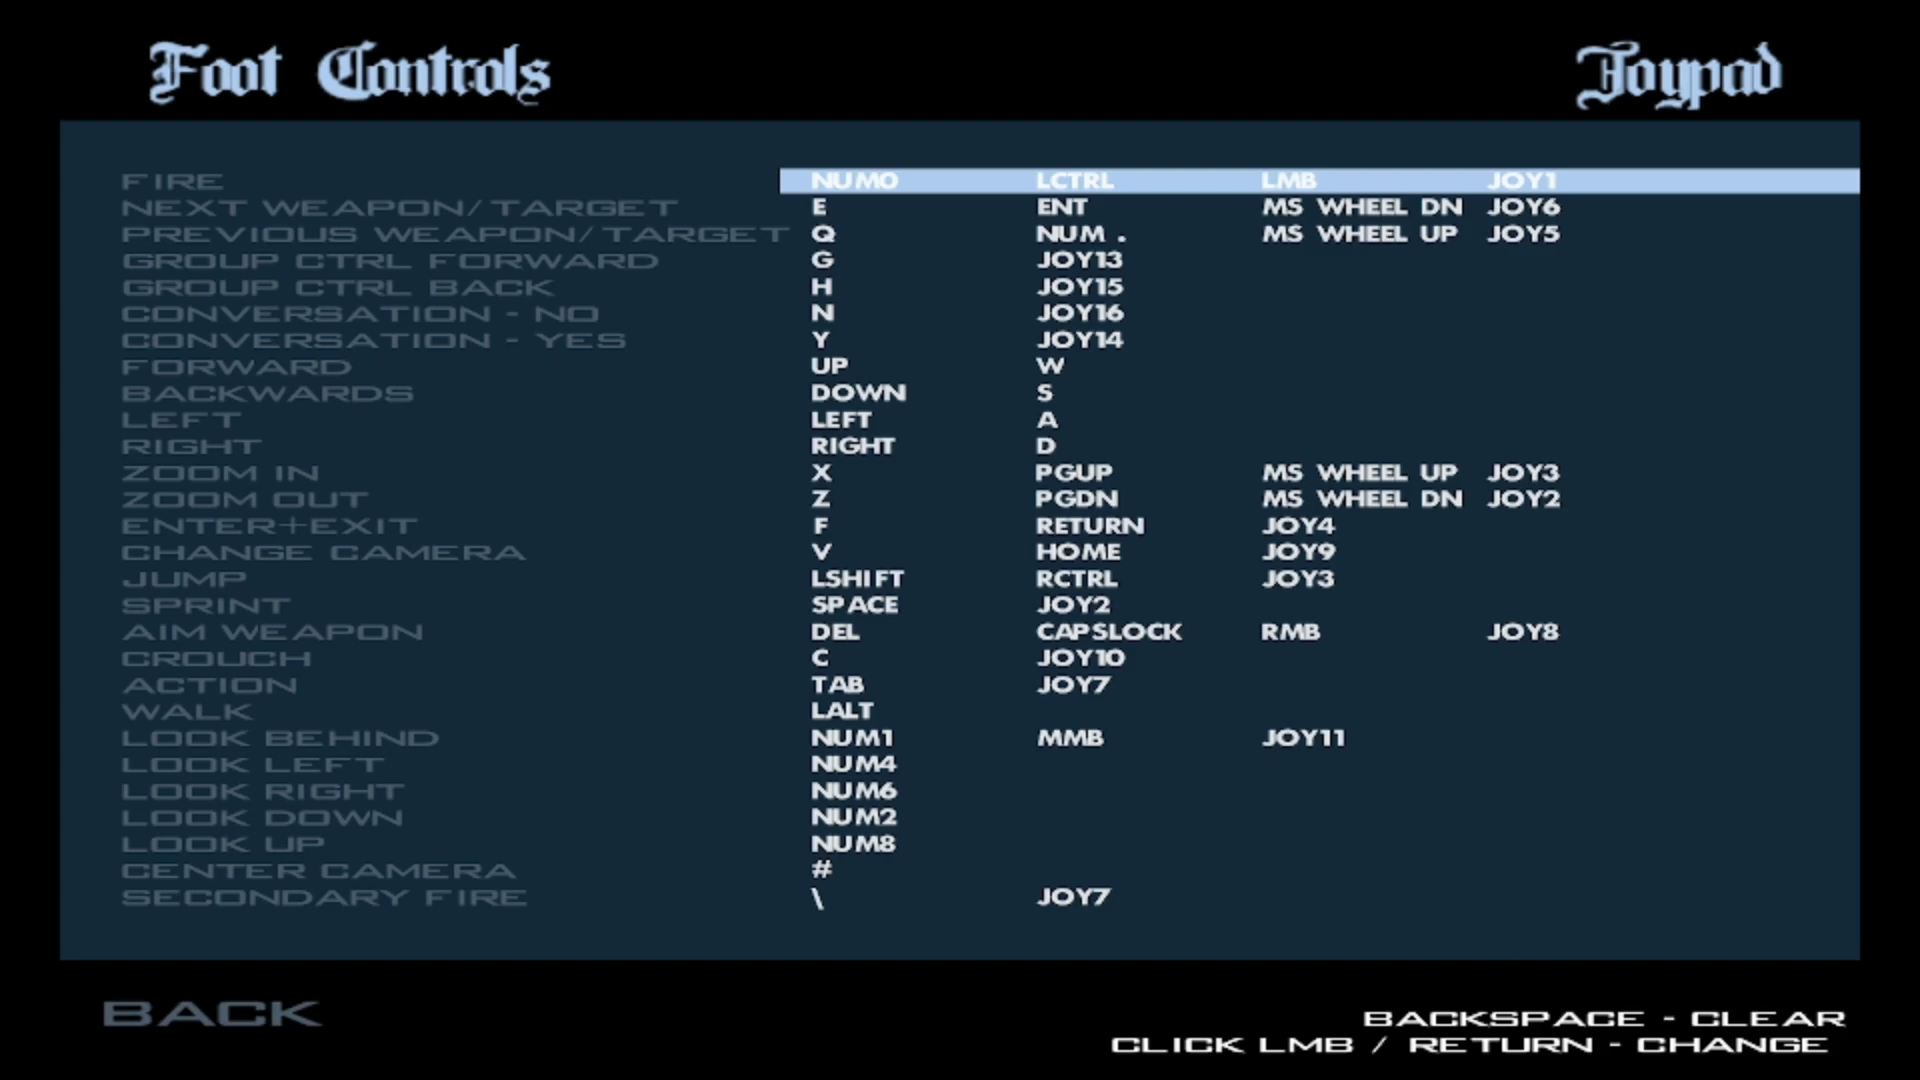 Foot Controls Joypad
FIRE NUM0 LCTRL LMB JOY1
NEXT WEAPON/TARGET E ENT MS WHEEL DN JOY6
PREVIOUS WEAPON/TARGET Q NUM . MS WHEEL UP JOY5
GROUP CTRL FORWARD G JOY13
GROUP CTRL BACK H JOY15
CONVERSATION - NO N JOY16
CONVERSATION - YES Y JOY14
FORWARD UP W
BACKWARDS DOWN S
LEFT LEFT A
RIGHT RIGHT D
ZOOM IN X PGUP MS WHEEL UP JOY3
ZOOM OUT Z PGDN MS WHEEL DN JOY2
ENTER+EXIT F RETURN JOY4
CHANGE CAMERA V HOME JOY9
JUMP LSHIFT RCTRL JOY3
SPRINT SPACE JOY2
AIM WEAPON DEL CAPSLOCK RMB JOY8
CROUCH C JOY10
ACTION TAB JOY7
WALK LALT
LOOK BEHIND NUM1 MMB JOY11
LOOK LEFT NUM4
LOOK RIGHT NUM6
LOOK DOWN NUM2
LOOK UP NUM8
CENTER CAMERA #
SECONDARY FIRE \ JOY7
BACK
BACKSPACE - CLEAR
CLICK LMB / RETURN - CHANGE